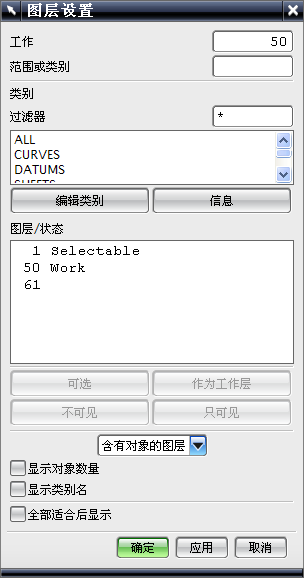 图层设置
工作 50
范围或类别
类别
过滤器 *
ALL
CURVES
DATUMS
SHEETS
编辑类别 信息
图层/状态
1 Selectable
50 Work
61
可选 作为工作层
不可见 只可见
含有对象的图层
显示对象数量
显示类别名
全部适合后显示
确定 应用 取消